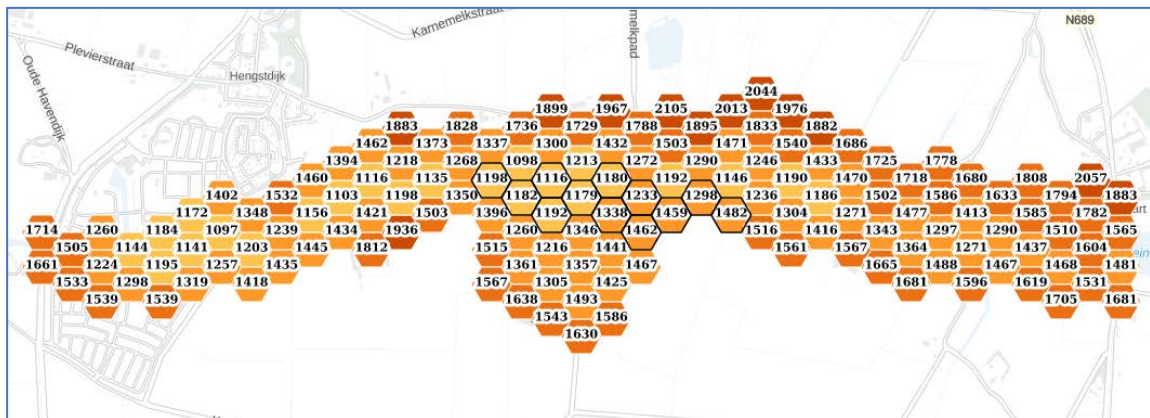 Karnemelkstraat
melkpad
N689
Plevierstraat
Oude Havendijk
Hengstdijk
2044
1899 1967 2105 2013 1976
1883 1828 1736 1729 1788 1895 1833 1882
1462 1373 1337 1300 1432 1503 1471 1540 1686
1394 1218 1268 1098 1213 1272 1290 1246 1433 1725 1778
1460 1116 1135 1198 1116 1180 1192 1146 1190 1470 1718 1680 1808 2057
1402 1532 1103 1198 1350 1182 1179 1233 1298 1236 1186 1502 1586 1633 1794 1883
1172 1348 1156 1421 1503 1396 1192 1338 1459 1482 1304 1271 1477 1413 1585 1782 art
1714 1260 1184 1097 1239 1434 1936 1260 1346 1462 1516 1416 1343 1297 1290 1510 1565
1505 1144 1141 1203 1445 1812 1515 1216 1441 1561 1567 1364 1271 1437 1604
1661 1224 1195 1257 1435 1361 1357 1467 1665 1488 1467 1468 1481
1533 1298 1319 1418 1567 1305 1425 1681 1596 1619 1531
1539 1539 1638 1493 1705 1681
1543 1586
1630